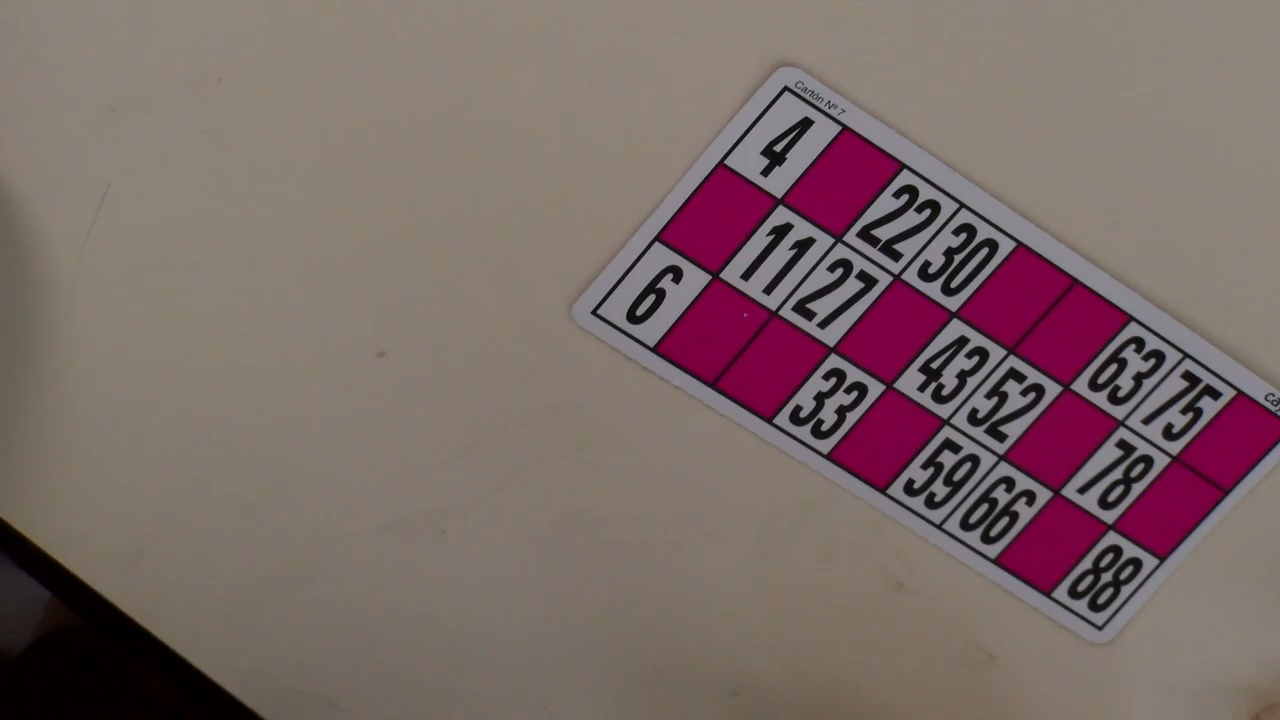 Cartón Nº 7
4 22 30 63 75
11 27 43 52 78
6 33 59 66 88